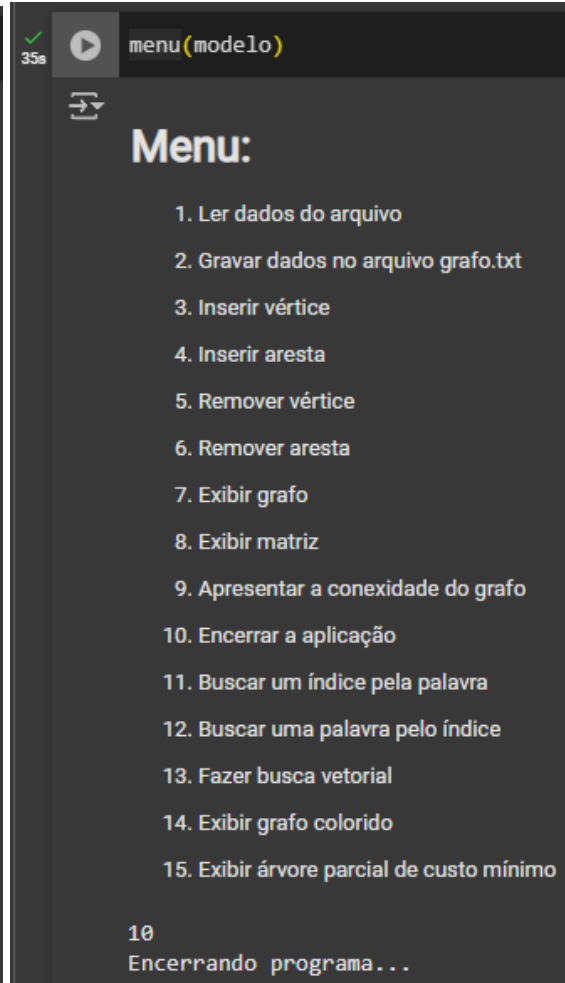 35s
menu(modelo)
Menu:
1. Ler dados do arquivo
2. Gravar dados no arquivo grafo.txt
3. Inserir vértice
4. Inserir aresta
5. Remover vértice
6. Remover aresta
7. Exibir grafo
8. Exibir matriz
9. Apresentar a conexidade do grafo
10. Encerrar a aplicação
11. Buscar um índice pela palavra
12. Buscar uma palavra pelo índice
13. Fazer busca vetorial
14. Exibir grafo colorido
15. Exibir árvore parcial de custo mínimo
10
Encerrando programa...